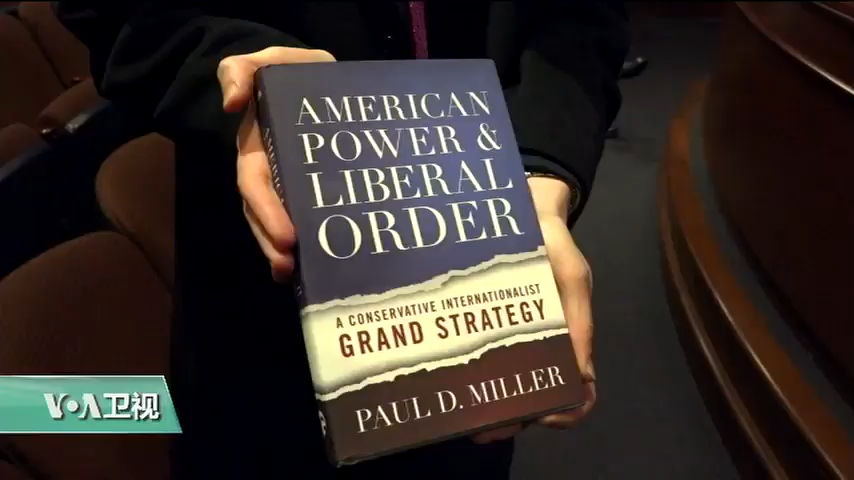 AMERICAN
POWER &
LIBERAL
ORDER
A CONSERVATIVE INTERNATIONALIST
GRAND STRATEGY
PAUL D. MILLER
VOA卫视